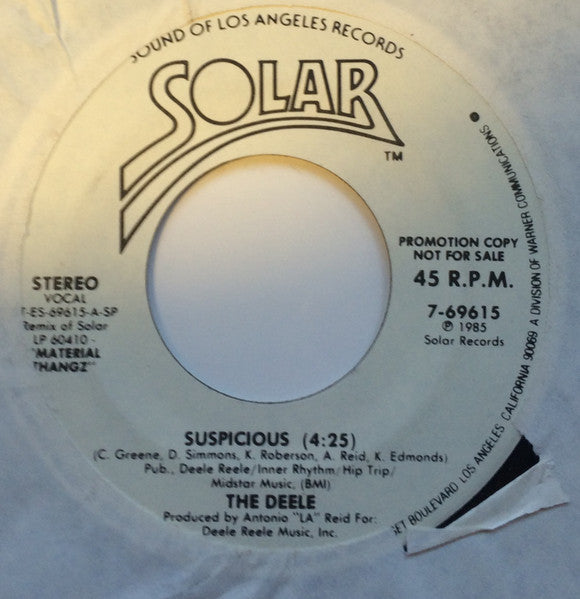 SOUND OF LOS ANGELES RECORDS
SOLAR
TM
STEREO
VOCAL
T-ES-69615-A-SP
Remix of Solar
LP 60410 -
"MATERIAL
THANGZ"
PROMOTION COPY
NOT FOR SALE
45 R.P.M.
7-69615
℗ 1985
Solar Records
SUSPICIOUS (4:25)
(C. Greene, D. Simmons, K. Roberson, A. Reid, K. Edmonds)
Pub., Deele Reele/Inner Rhythm/Hip Trip/
Midstar Music, (BMI)
THE DEELE
Produced by Antonio "LA" Reid For:
Deele Reele Music, Inc.
BOULEVARD LOS ANGELES CALIFORNIA 90069 A DIVISION OF WARNER COMMUNICATIONS